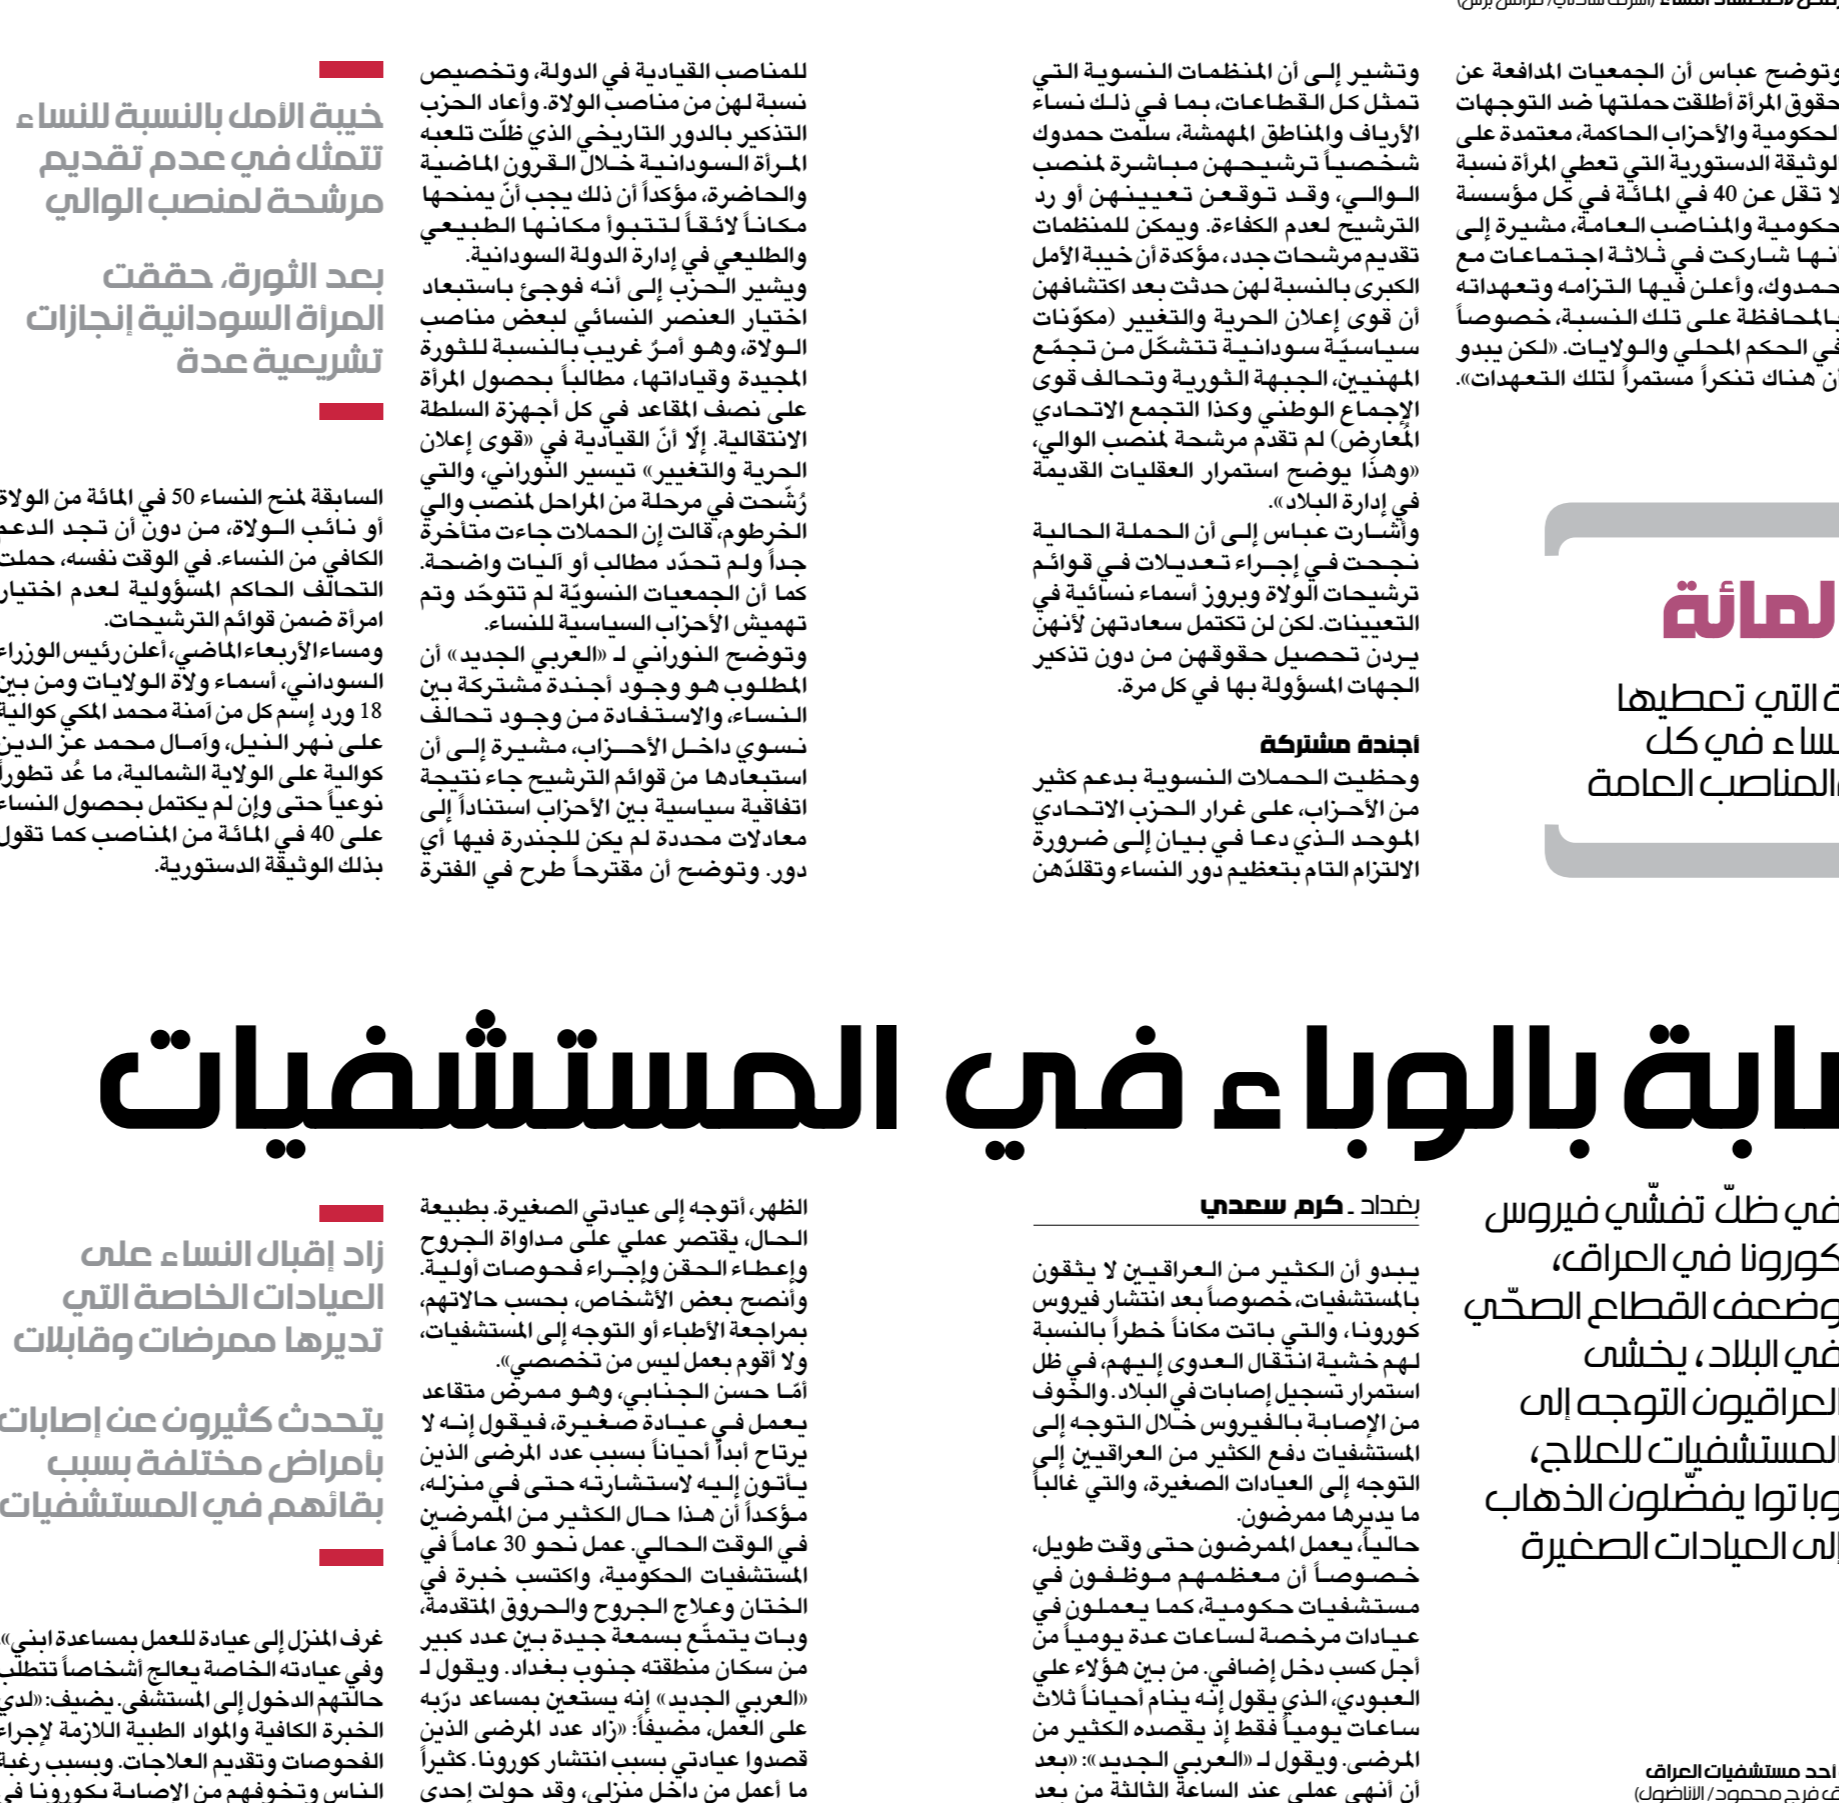 وتوضح عباس أن الجمعيات المدافعة عن
حقوق المرأة أطلقت حملتها ضد التوجهات
الحكومية والأحزاب الحاكمة، معتمدة على
الوثيقة الدستورية التي تعطي المرأة نسبة
لا تقل عن 40 في المائة في كل مؤسسة
حكومية والمناصب العامة، مشيرة إلى
أنها شاركت في ثلاثة اجتماعات مع
حمدوك، وأعلن فيها التزامه وتعهداته
بالمحافظة على تلك النسبة، خصوصاً
في الحكم المحلي والولايات. «لكن يبدو
أن هناك تنكراً مستمراً لتلك التعهدات».
المائة
التي تعطيها
في كل
والمناصب العامة
وتشير إلى أن المنظمات النسوية التي
تمثل كل القطاعات، بما في ذلك نساء
الأرياف والمناطق المهمشة، سلمت حمدوك
شخصياً ترشيحهن مباشرة لمنصب
الوالي، وقد توقعن تعيينهن أو رد
الترشيح لعدم الكفاءة. ويمكن للمنظمات
تقديم مرشحات جدد، مؤكدة أن خيبة الأمل
الكبرى بالنسبة لهن حدثت بعد اكتشافهن
أن قوى إعلان الحرية والتغيير (مكوّنات
سياسيّة سودانية تتشكّل من تجمّع
المهنيين، الجبهة الثورية وتحالف قوى
الإجماع الوطني وكذا التجمع الاتحادي
المُعارِض) لم تقدم مرشحة لمنصب الوالي،
«وهذا يوضح استمرار العقليات القديمة
في إدارة البلاد».
وأشارت عباس إلى أن الحملة الحالية
نجحت في إجراء تعديلات في قوائم
ترشيحات الولاة وبروز أسماء نسائية في
التعيينات. لكن لن تكتمل سعادتهن لأنهن
يردن تحصيل حقوقهن من دون تذكير
الجهات المسؤولة بها في كل مرة.
أجندة مشتركة
وحظيت الحملات النسوية بدعم كثير
من الأحزاب، على غرار الحزب الاتحادي
الموحد الذي دعا في بيان إلى ضرورة
الالتزام التام بتعظيم دور النساء وتقلدّهن
للمناصب القيادية في الدولة، وتخصيص
نسبة لهن من مناصب الولاة. وأعاد الحزب
التذكير بالدور التاريخي الذي ظلّت تلعبه
المرأة السودانية خلال القرون الماضية
والحاضرة، مؤكداً أن ذلك يجب أنّ يمنحها
مكاناً لائقاً لتتبوأ مكانها الطبيعي
والطليعي في إدارة الدولة السودانية.
ويشير الحزب إلى أنه فوجئ باستبعاد
اختيار العنصر النسائي لبعض مناصب
الولاة، وهو أمرٌ غريب بالنسبة للثورة
المجيدة وقياداتها، مطالباً بحصول المرأة
على نصف المقاعد في كل أجهزة السلطة
الانتقالية. إلّا أنّ القيادية في «قوى إعلان
الحرية والتغيير» تيسير النوراني، والتي
رُشّحت في مرحلة من المراحل لمنصب والي
الخرطوم، قالت إن الحملات جاءت متأخرة
جداً ولم تحدّد مطالب أو آليات واضحة.
كما أن الجمعيات النسويّة لم تتوحّد وتم
تهميش الأحزاب السياسية للنساء.
وتوضح النوراني لـ «العربي الجديد» أن
المطلوب هو وجود أجندة مشتركة بين
النساء، والاستفادة من وجود تحالف
نسوي داخل الأحزاب، مشيرة إلى أن
استبعادها من قوائم الترشيح جاء نتيجة
اتفاقية سياسية بين الأحزاب استناداً إلى
معادلات محددة لم يكن للجندرة فيها أي
دور. وتوضح أن مقترحاً طرح في الفترة
خيبة الأمل بالنسبة للنساء
تتمثل في عدم تقديم
مرشحة لمنصب الوالي
بعد الثورة، حققت
المرأة السودانية إنجازات
تشريعية عدة
السابقة لمنح النساء 50 في المائة من الولاة
أو نائب الولاة، من دون أن تجد الدعم
الكافي من النساء. في الوقت نفسه، حملت
التحالف الحاكم المسؤولية لعدم اختيار
امرأة ضمن قوائم الترشيحات.
ومساء الأربعاء الماضي، أعلن رئيس الوزراء
السوداني، أسماء ولاة الولايات ومن بين
18 ورد إسم كل من آمنة محمد المكي كوالية
على نهر النيل، وآمال محمد عز الدين
كوالية على الولاية الشمالية، ما عُد تطوراً
نوعياً حتى وإن لم يكتمل بحصول النساء
على 40 في المائة من المناصب كما تقول
بذلك الوثيقة الدستورية.
بالوباء في المستشفيات
في ظلّ تفشّي فيروس
كورونا في العراق،
وضعف القطاع الصحّي
في البلاد، يخشى
العراقيون التوجه إلى
المستشفيات للعلاج،
وباتوا يفضّلون الذهاب
إلى العيادات الصغيرة
أحد مستشفيات العراق
فرج محمود/ الأناضول)
بغداد ـ كرم سعدي
يبدو أن الكثير من العراقيين لا يثقون
بالمستشفيات، خصوصاً بعد انتشار فيروس
كورونا، والتي باتت مكاناً خطراً بالنسبة
لهم خشية انتقال العدوى إليهم، في ظل
استمرار تسجيل إصابات في البلاد. والخوف
من الإصابة بالفيروس خلال التوجه إلى
المستشفيات دفع الكثير من العراقيين إلى
التوجه إلى العيادات الصغيرة، والتي غالباً
ما يديرها ممرضون.
حالياً، يعمل الممرضون حتى وقت طويل،
خصوصاً أن معظمهم موظفون في
مستشفيات حكومية، كما يعملون في
عيادات مرخصة لساعات عدة يومياً من
أجل كسب دخل إضافي. من بين هؤلاء علي
العبودي، الذي يقول إنه ينام أحياناً ثلاث
ساعات يومياً فقط إذ يقصده الكثير من
المرضى. ويقول لـ «العربي الجديد»: «بعد
أن أنهي عملي عند الساعة الثالثة من بعد
الظهر، أتوجه إلى عيادتي الصغيرة. بطبيعة
الحال، يقتصر عملي على مداواة الجروح
وإعطاء الحقن وإجراء فحوصات أولية.
وأنصح بعض الأشخاص، بحسب حالاتهم،
بمراجعة الأطباء أو التوجه إلى المستشفيات،
ولا أقوم بعمل ليس من تخصصي».
أمّا حسن الجنابي، وهو ممرض متقاعد
يعمل في عيادة صغيرة، فيقول إنه لا
يرتاح أبداً أحياناً بسبب عدد المرضى الذين
يأتون إليه لاستشارته حتى في منزله،
مؤكداً أن هذا حال الكثير من الممرضين
في الوقت الحالي. عمل نحو 30 عاماً في
المستشفيات الحكومية، واكتسب خبرة في
الختان وعلاج الجروح والحروق المتقدمة،
وبات يتمتّع بسمعة جيدة بين عدد كبير
من سكان منطقته جنوب بغداد. ويقول لـ
«العربي الجديد» إنه يستعين بمساعد درّبه
على العمل، مضيفاً: «زاد عدد المرضى الذين
قصدوا عيادتي بسبب انتشار كورونا. كثيراً
ما أعمل من داخل منزلي، وقد حولت إحدى
زاد إقبال النساء على
العيادات الخاصة التي
تديرها ممرضات وقابلات
يتحدث كثيرون عن إصابات
بأمراض مختلفة بسبب
بقائهم في المستشفيات
غرف المنزل إلى عيادة للعمل بمساعدة ابني».
وفي عيادته الخاصة يعالج أشخاصاً تتطلب
حالتهم الدخول إلى المستشفى. يضيف: «لدي
الخبرة الكافية والمواد الطبية اللازمة لإجراء
الفحوصات وتقديم العلاجات. وبسبب رغبة
الناس وتخوفهم من الإصابة بكورونا في